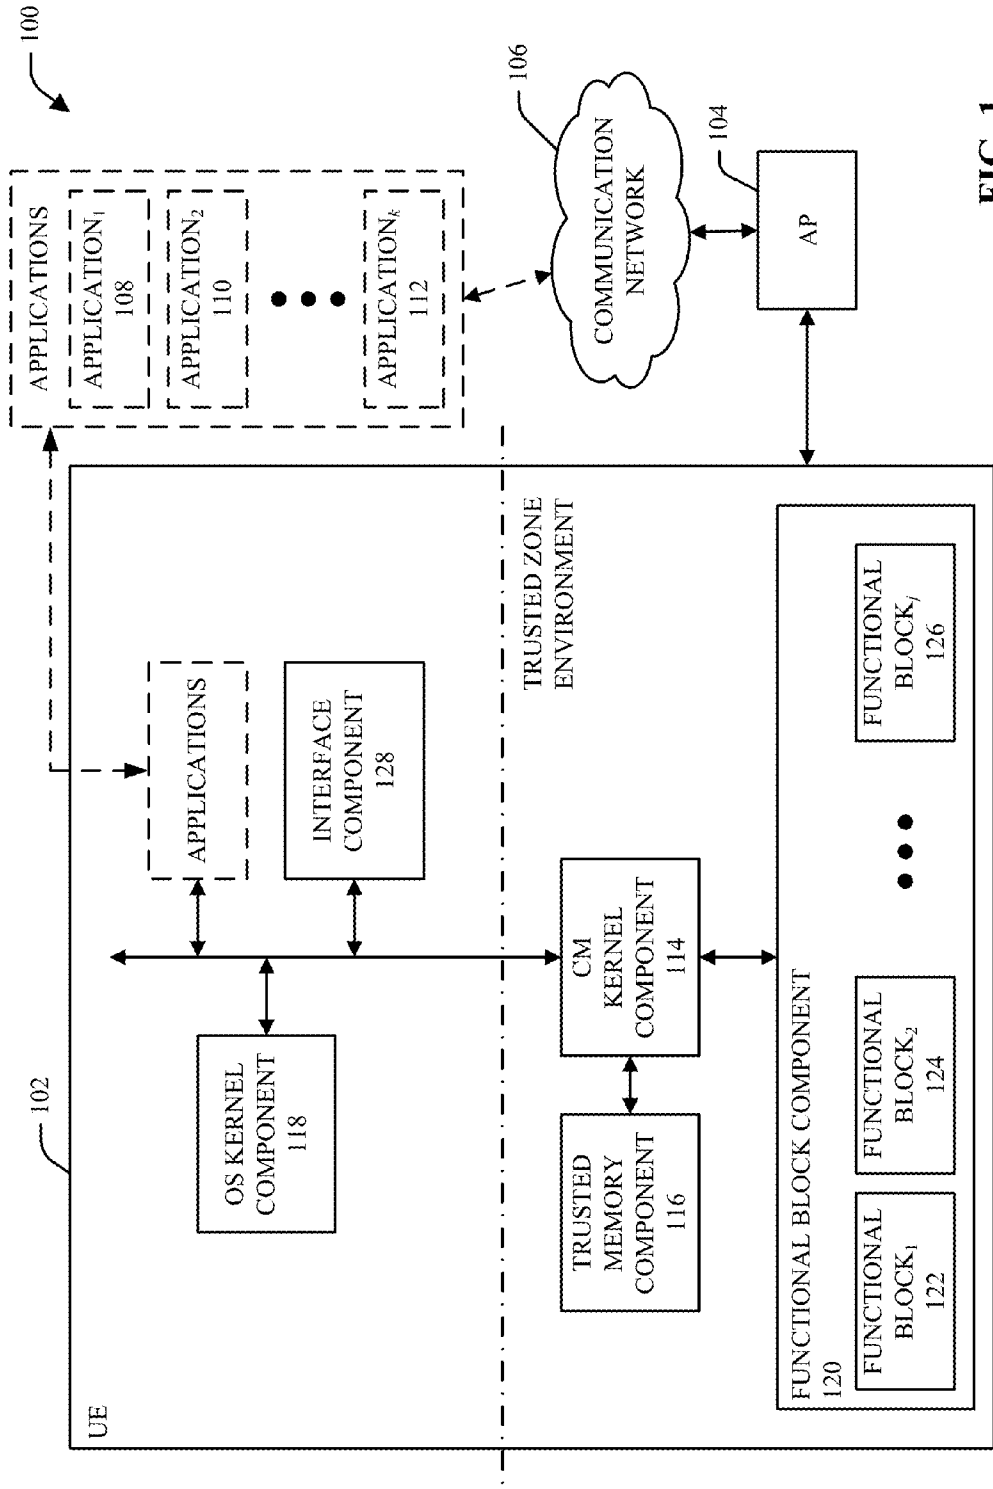 100
102
UE
OS KERNEL
COMPONENT
118
APPLICATIONS
INTERFACE
COMPONENT
128
APPLICATIONS
APPLICATION₁
108
APPLICATION₂
110
APPLICATIONₖ
112
TRUSTED ZONE
ENVIRONMENT
TRUSTED
MEMORY
COMPONENT
116
CM
KERNEL
COMPONENT
114
106
COMMUNICATION
NETWORK
104
AP
FUNCTIONAL BLOCK COMPONENT
120
FUNCTIONAL
BLOCK₁
122
FUNCTIONAL
BLOCK₂
124
FUNCTIONAL
BLOCKⱼ
126
FIG. 1